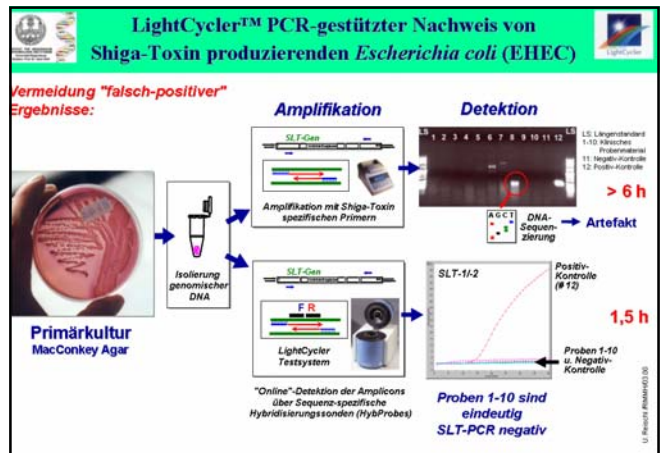 LightCycler™ PCR-gestützter Nachweis von
Shiga-Toxin produzierenden Escherichia coli (EHEC)
LightCycler
Vermeidung "falsch-positiver"
Ergebnisse:
Amplifikation
Detektion
SLT-Gen
Amplifikation mit Shiga-Toxin
spezifischen Primern
LS 1 2 3 4 5 6 7 8 9 10 11 12 LS
LS: Längenstandard
1-10: Klinisches
Probenmaterial
11: Negativ-Kontrolle
12: Positiv-Kontrolle
> 6 h
A G C T
DNA-
Sequen-
zierung
Artefakt
Primärkultur
MacConkey Agar
Isolierung
genomischer
DNA
SLT-Gen
F R
LightCycler
Testsystem
"Online"-Detektion der Amplicons
über Sequenz-spezifische
Hybridisierungssonden (HybProbes)
SLT-1/-2
Positiv-
Kontrolle
(# 12)
1,5 h
Proben 1-10
u. Negativ-
Kontrolle
Proben 1-10 sind
eindeutig
SLT-PCR negativ